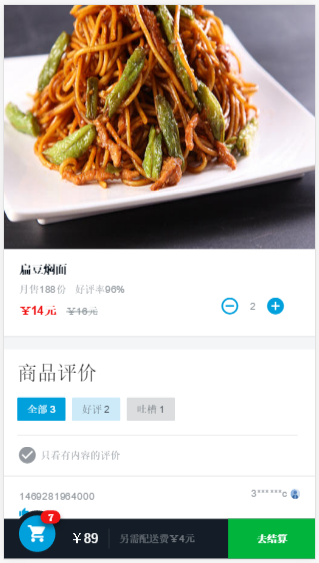 扁豆焖面
月售188份 好评率96%
￥14元 ￥16元
2
商品评价
全部 3 好评 2 吐槽 1
只看有内容的评价
1469281964000 3******c
7
￥89 另需配送费￥4元 去结算